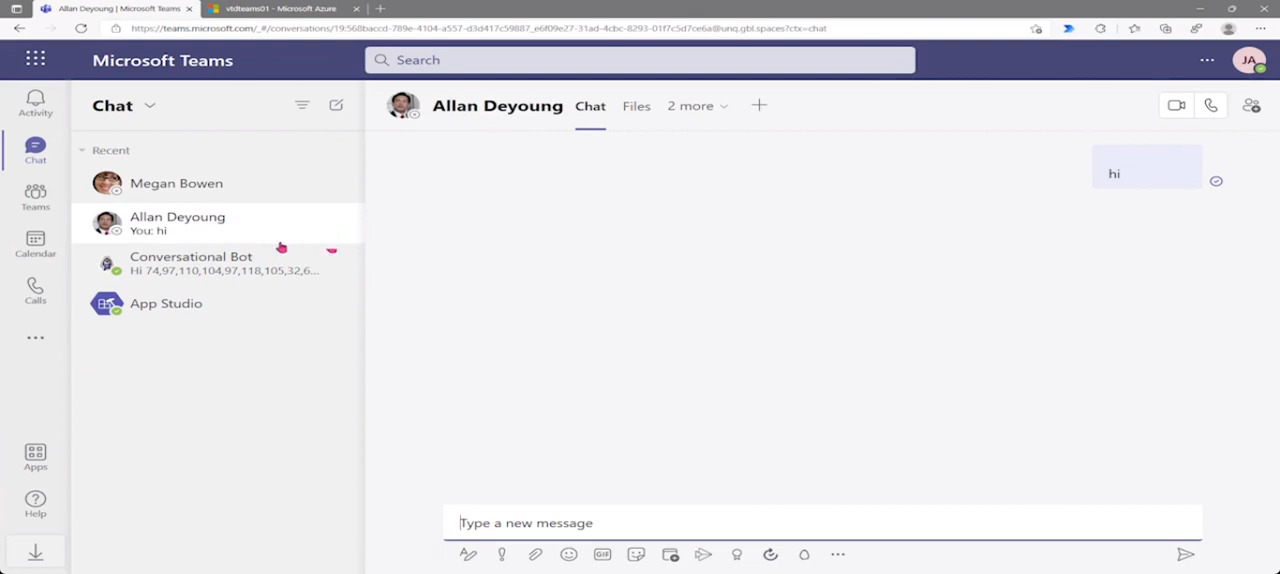 Allan Deyoung | Microsoft Teams
vtdteams01 - Microsoft Azure
https://teams.microsoft.com/_#/conversations/19:568baccd-789e-4104-a557-d3d417c59887_e6f09e27-31ad-4cbc-8293-01f7c5d7ce6a@unq.gbl.spaces?ctx=chat
Microsoft Teams
Search
JA
Activity
Chat
Teams
Calendar
Calls
Apps
Help
Chat
Recent
Megan Bowen
Allan Deyoung
You: hi
Conversational Bot
Hi 74,97,110,104,97,118,105,32,6...
App Studio
Allan Deyoung Chat Files 2 more
hi
Type a new message
GIF